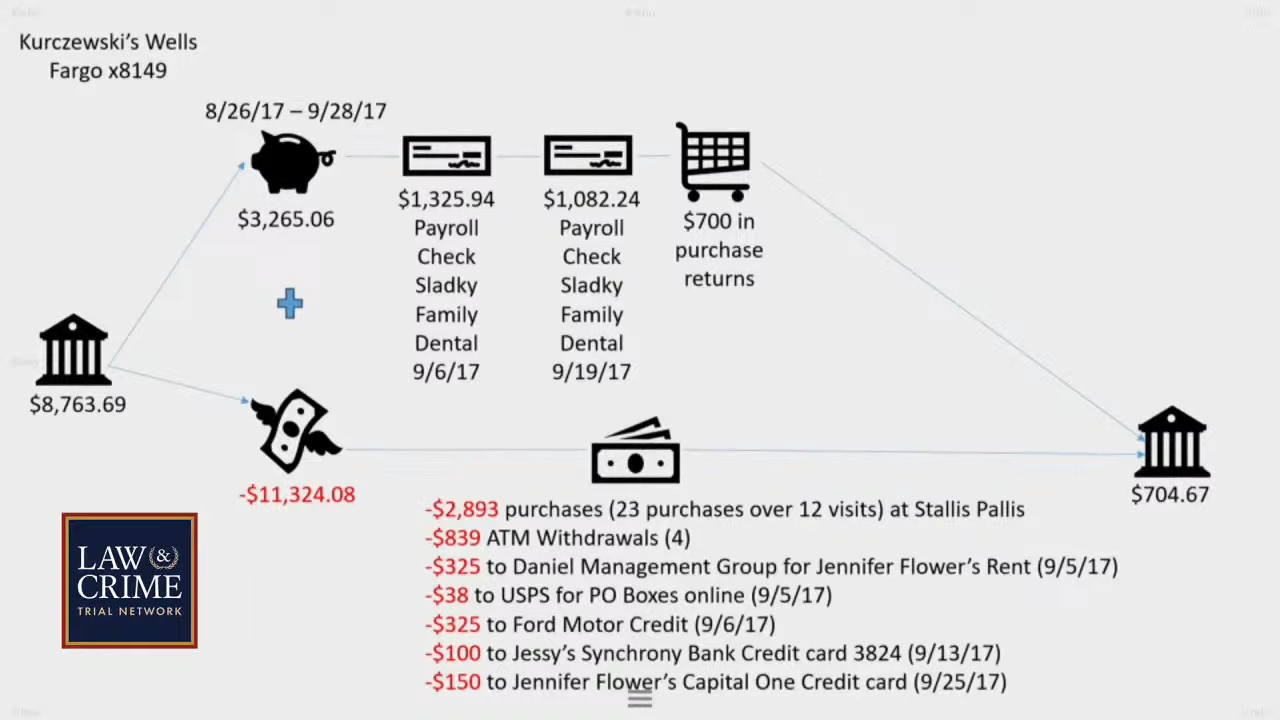 Kurczewski's Wells
Fargo x8149
8/26/17 – 9/28/17
$3,265.06
$1,325.94
Payroll
Check
Sladky
Family
Dental
9/6/17
$1,082.24
Payroll
Check
Sladky
Family
Dental
9/19/17
$700 in
purchase
returns
$8,763.69
-$11,324.08
$704.67
-$2,893 purchases (23 purchases over 12 visits) at Stallis Pallis
-$839 ATM Withdrawals (4)
-$325 to Daniel Management Group for Jennifer Flower's Rent (9/5/17)
-$38 to USPS for PO Boxes online (9/5/17)
-$325 to Ford Motor Credit (9/6/17)
-$100 to Jessy's Synchrony Bank Credit card 3824 (9/13/17)
-$150 to Jennifer Flower's Capital One Credit card (9/25/17)
LAW &
CRIME
TRIAL NETWORK